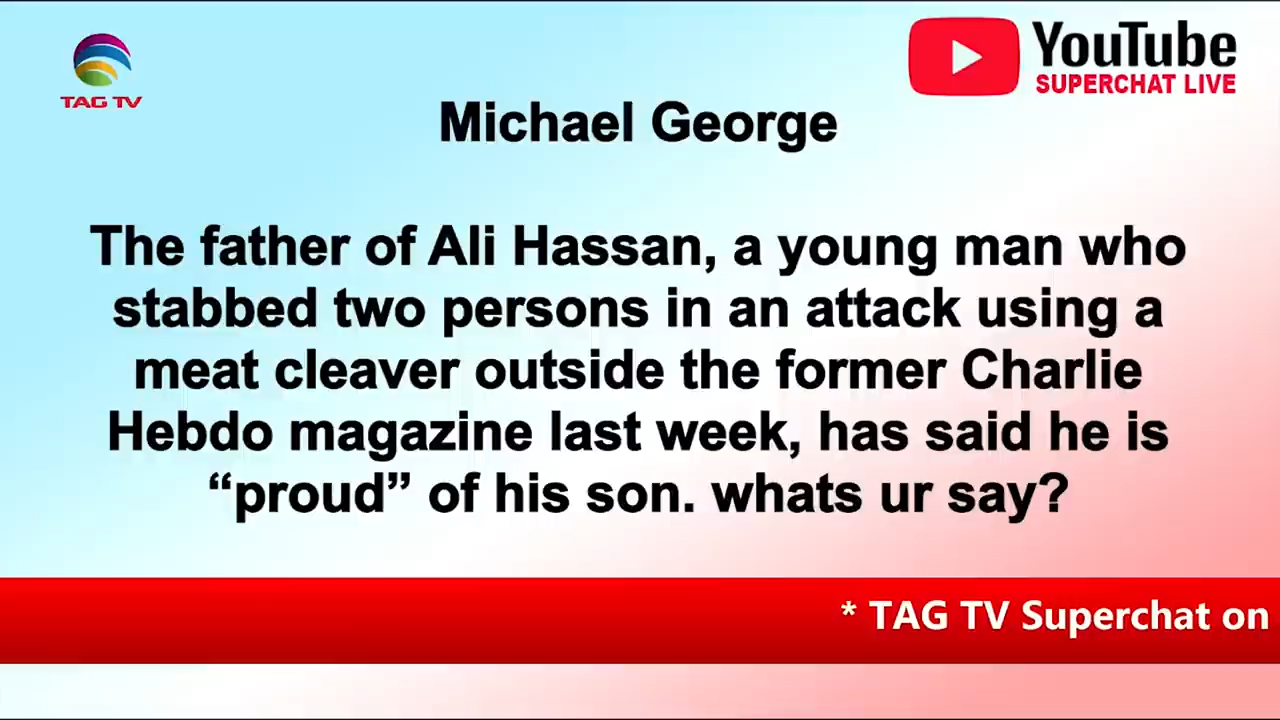 TAG TV
YouTube
SUPERCHAT LIVE
Michael George
The father of Ali Hassan, a young man who
stabbed two persons in an attack using a
meat cleaver outside the former Charlie
Hebdo magazine last week, has said he is
“proud” of his son. whats ur say?
* TAG TV Superchat on